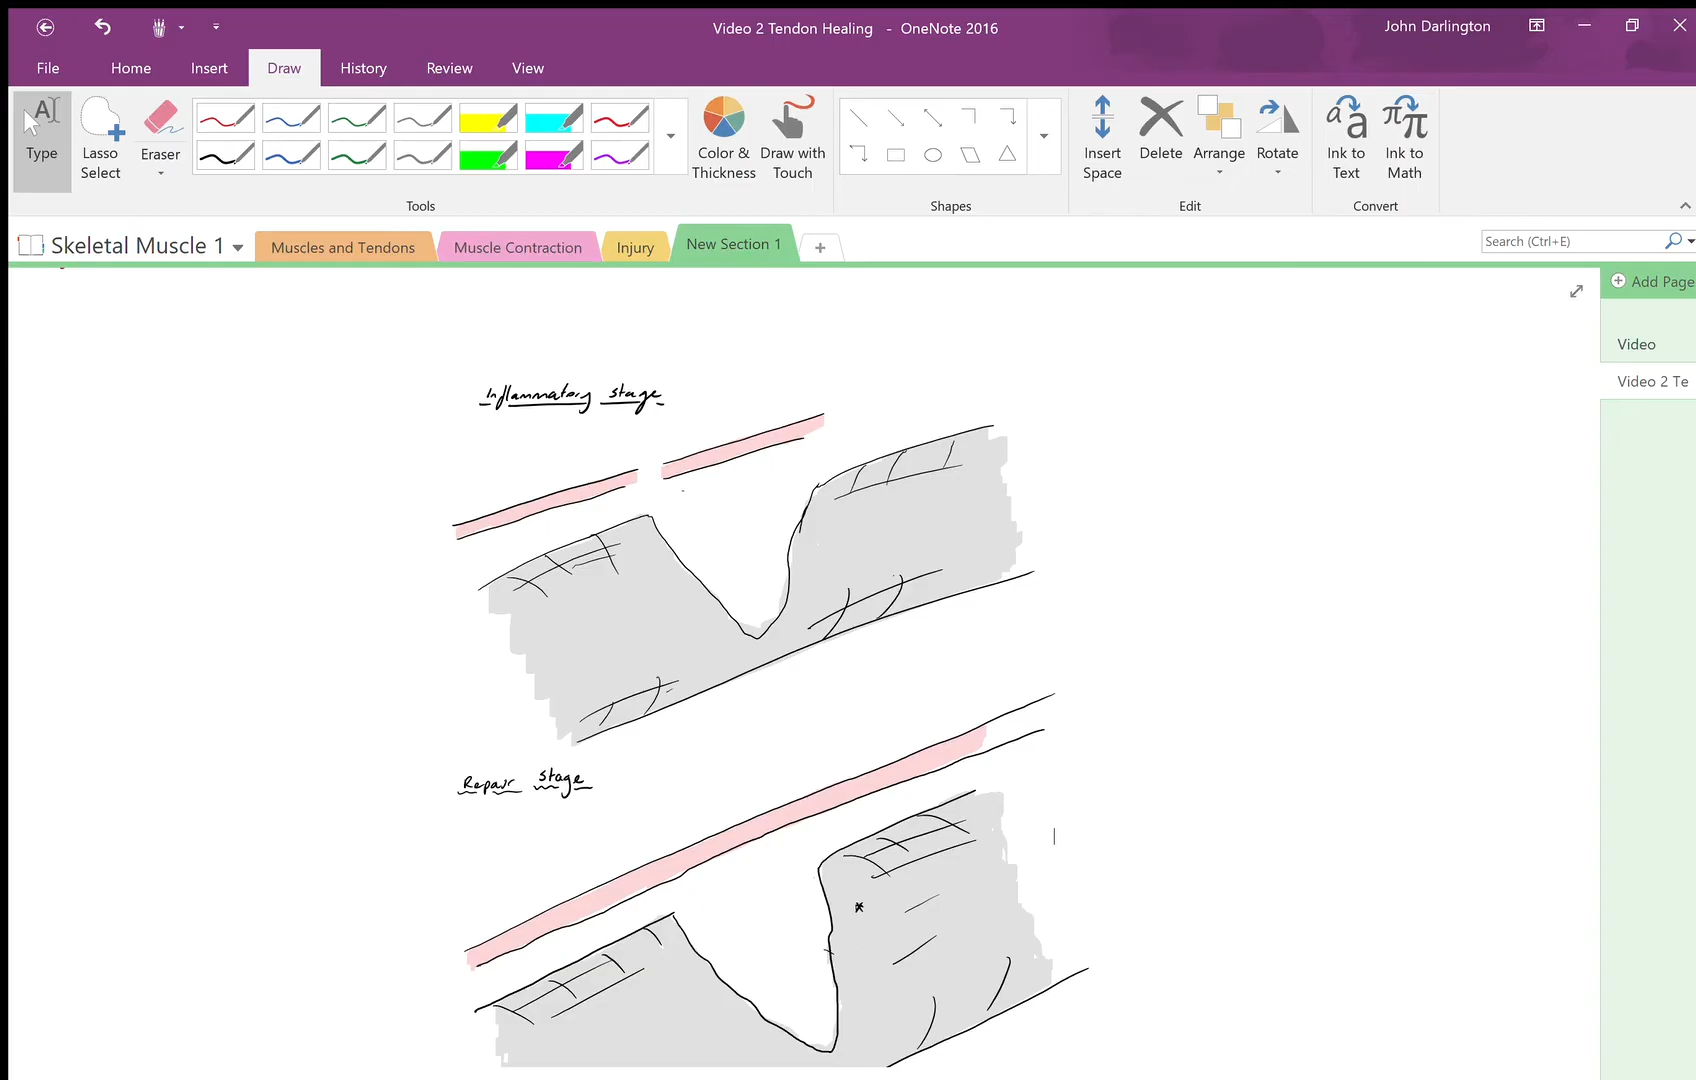 Video 2 Tendon Healing - OneNote 2016
John Darlington
File Home Insert Draw History Review View
Type
Lasso Select
Eraser
Color & Thickness
Draw with Touch
Insert Space
Delete
Arrange
Rotate
Ink to Text
Ink to Math
Tools
Shapes
Edit
Convert
Skeletal Muscle 1
Muscles and Tendons
Muscle Contraction
Injury
New Section 1
Search (Ctrl+E)
Add Page
Video
Video 2 Te
Inflammatory stage
Repair stage